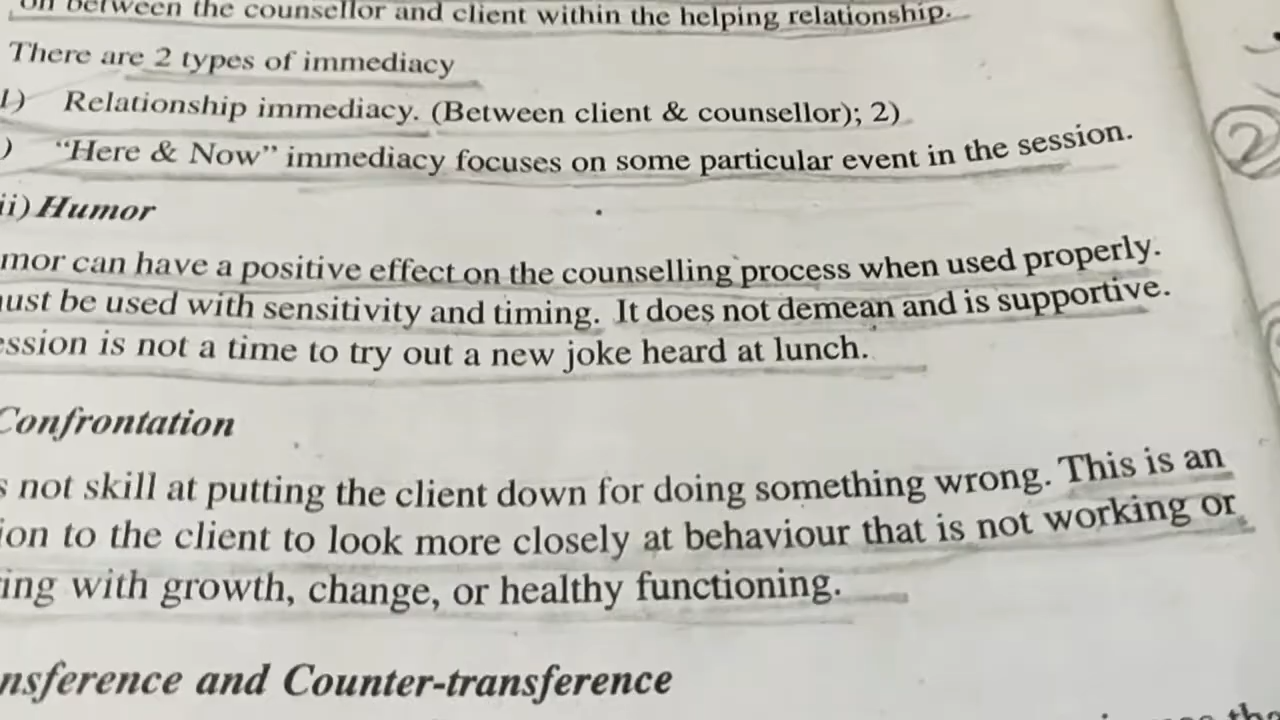 on between the counsellor and client within the helping relationship.
There are 2 types of immediacy
1) Relationship immediacy. (Between client & counsellor); 2)
) "Here & Now" immediacy focuses on some particular event in the session.
ii) Humor
mor can have a positive effect on the counselling process when used properly.
ust be used with sensitivity and timing. It does not demean and is supportive.
ession is not a time to try out a new joke heard at lunch.
Confrontation
s not skill at putting the client down for doing something wrong. This is an
ion to the client to look more closely at behaviour that is not working or
ing with growth, change, or healthy functioning.
nsference and Counter-transference
2